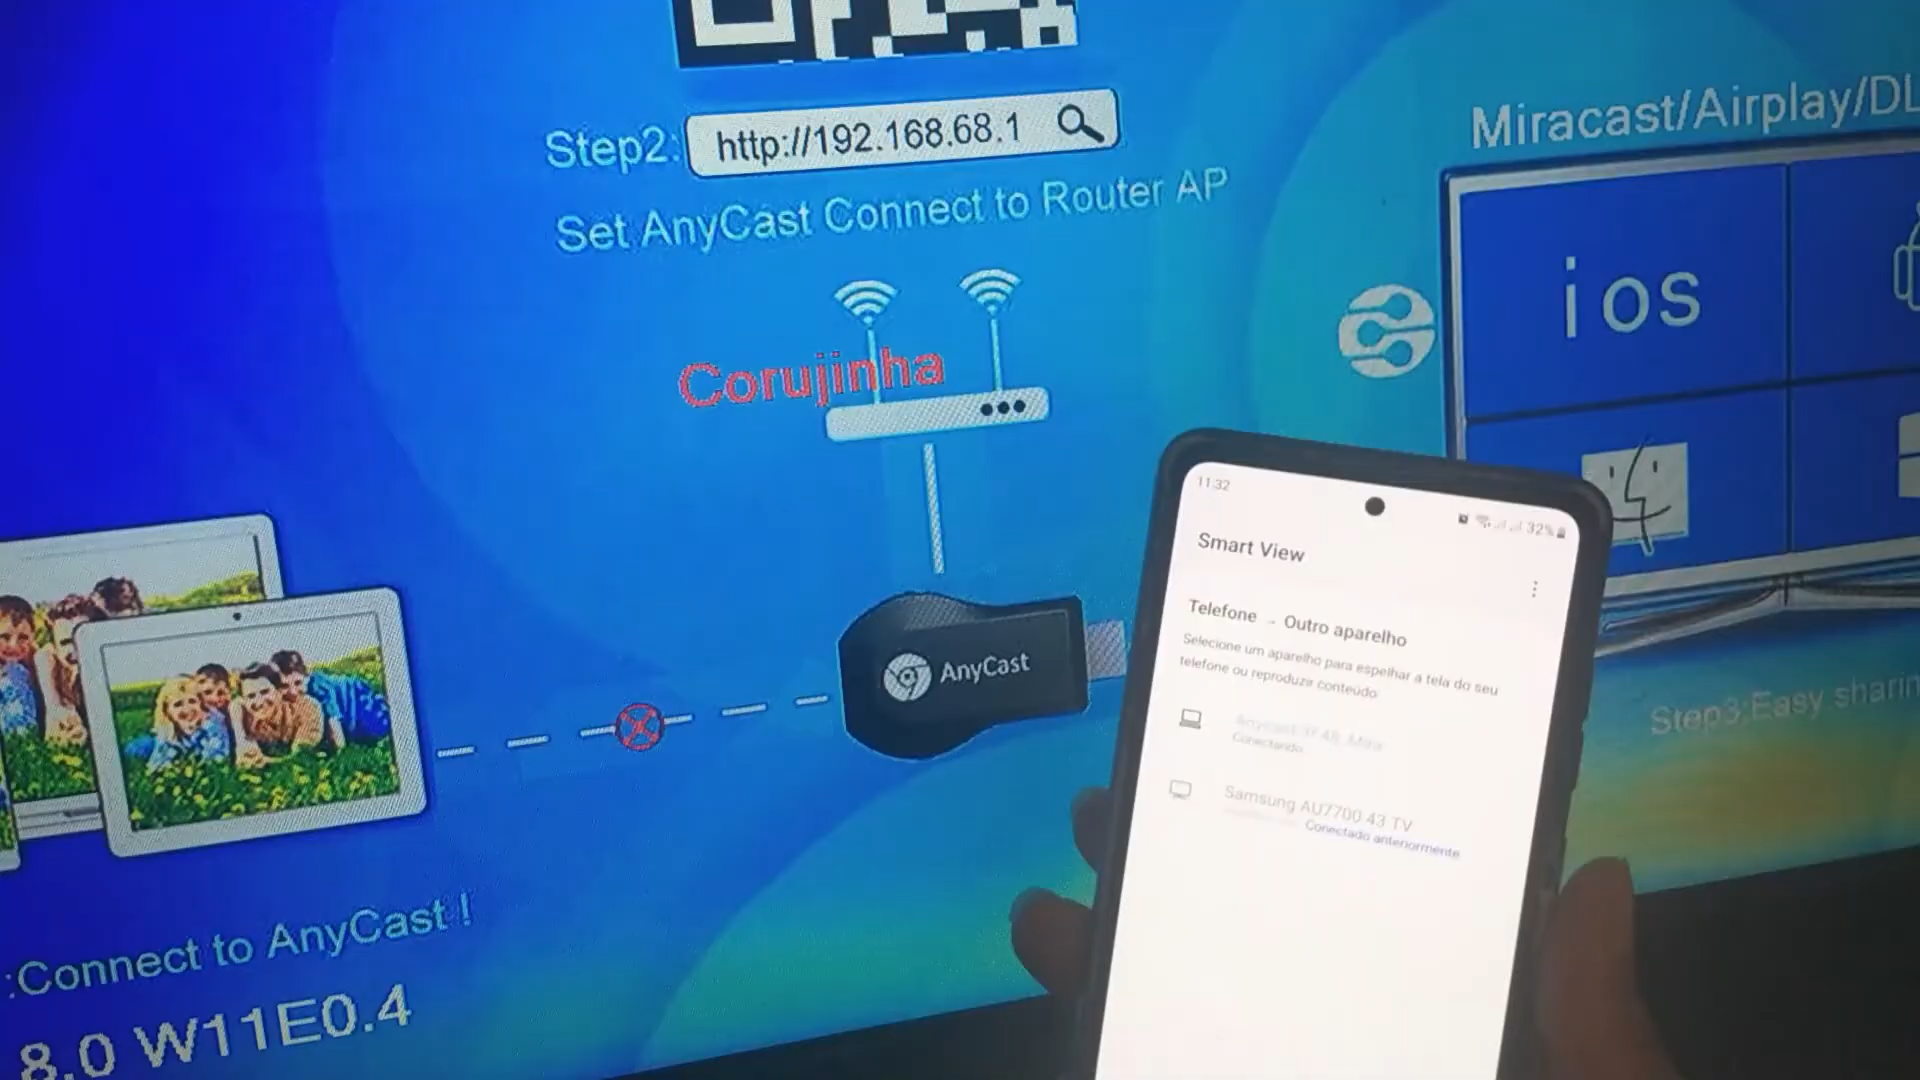 Step2: http://192.168.68.1
Set AnyCast Connect to Router AP
Corujinha
AnyCast
:Connect to AnyCast !
8.0 W11E0.4
Miracast/Airplay/DL
ios
Step3:Easy sharin
11:32
32%
Smart View
Telefone → Outro aparelho
Selecione um aparelho para espelhar a tela do seu
telefone ou reproduzir conteúdo
Conectando
Samsung AU7700 43 TV
Conectado anteriormente